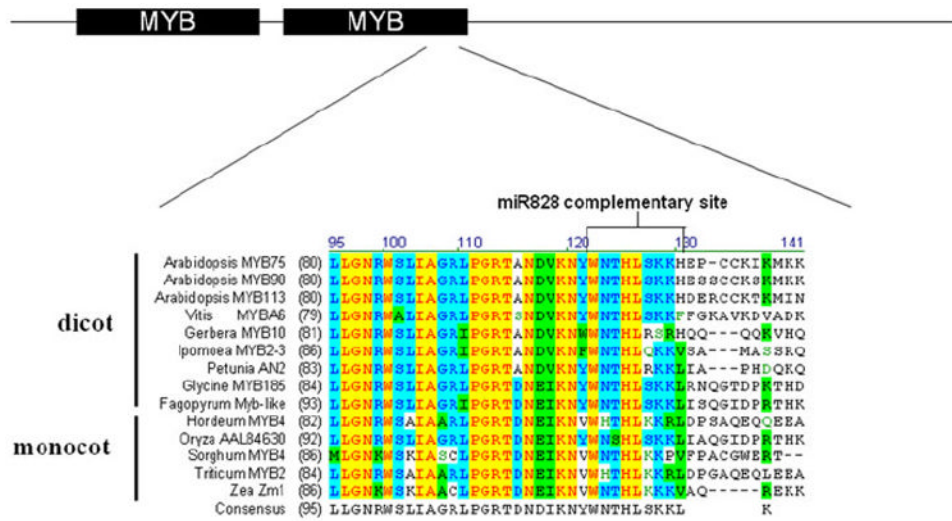 MYB MYB
miR828 complementary site
95 100 110 120 130 141
dicot
Arabidopsis MYB75 (80) LLGNRWSLIAGRLPGRTANDVKNYWNTHLSKKHEP-CCKIKMKK
Arabidopsis MYB90 (80) LLGNRWSLIAGRLPGRTANDVKNYWNTHLSKKHESSCCKSKMKK
Arabidopsis MYB113 (80) LLGNRWSLIAGRLPGRTANDVKNYWNTHLSKKHDERCCKTKMIN
Vitis MYBA6 (79) LLGNRWALIAGRLPGRTSNDVKNYWNTHLSKKFFGKAVKDVADK
Gerbera MYB10 (81) LLGNRWSLIAGRIPGRTANDVKNWWNTHLRSRHQQ---QQKVHQ
Ipomoea MYB2-3 (86) LLGNRWSLIAGRIPGRTANDVKNFWNTHLQKKVSA---MASSRQ
Petunia AN2 (83) LLGNRWSLIAGRLPGRTANDVKNYWNTHLRKKLIA---PHDQKQ
Glycine MYB185 (84) LLGNRWSLIAGRLPGRTDNEIKNYWNTHLSKKLRNQGTDPKTHD
Fagopyrum Myb-like (93) LLGNRWSLIAGRIPGRTDNEIKNYWNTHLSKKLISQGIDPRTHK
monocot
Hordeum MYB4 (82) LLGNRWSAIAARLPGRTDNEIKNVWHTHLKKRLDPSAQEQQEEA
Oryza AAL84630 (92) LLGNRWSLIAGRLPGRTDNEIKNYWNSHLSKKLIAQGIDPRTHK
Sorghum MYB4 (86) MLGNRWSKIASCLPGRTDNEIKNVWNTHLKKPVFPACGWERT--
Triticum MYB2 (84) LLGNRWSAIAARLPGRTDNEIKNVWHTHLKKRLDPGAQEQLEEA
Zea Zm1 (86) LLGNKWSKIAACLPGRTDNEIKNVWNTHLKKKVAQ-----REKK
Consensus (95) LLGNRWSLIAGRLPGRTDNDIKNYWNTHLSKKL K